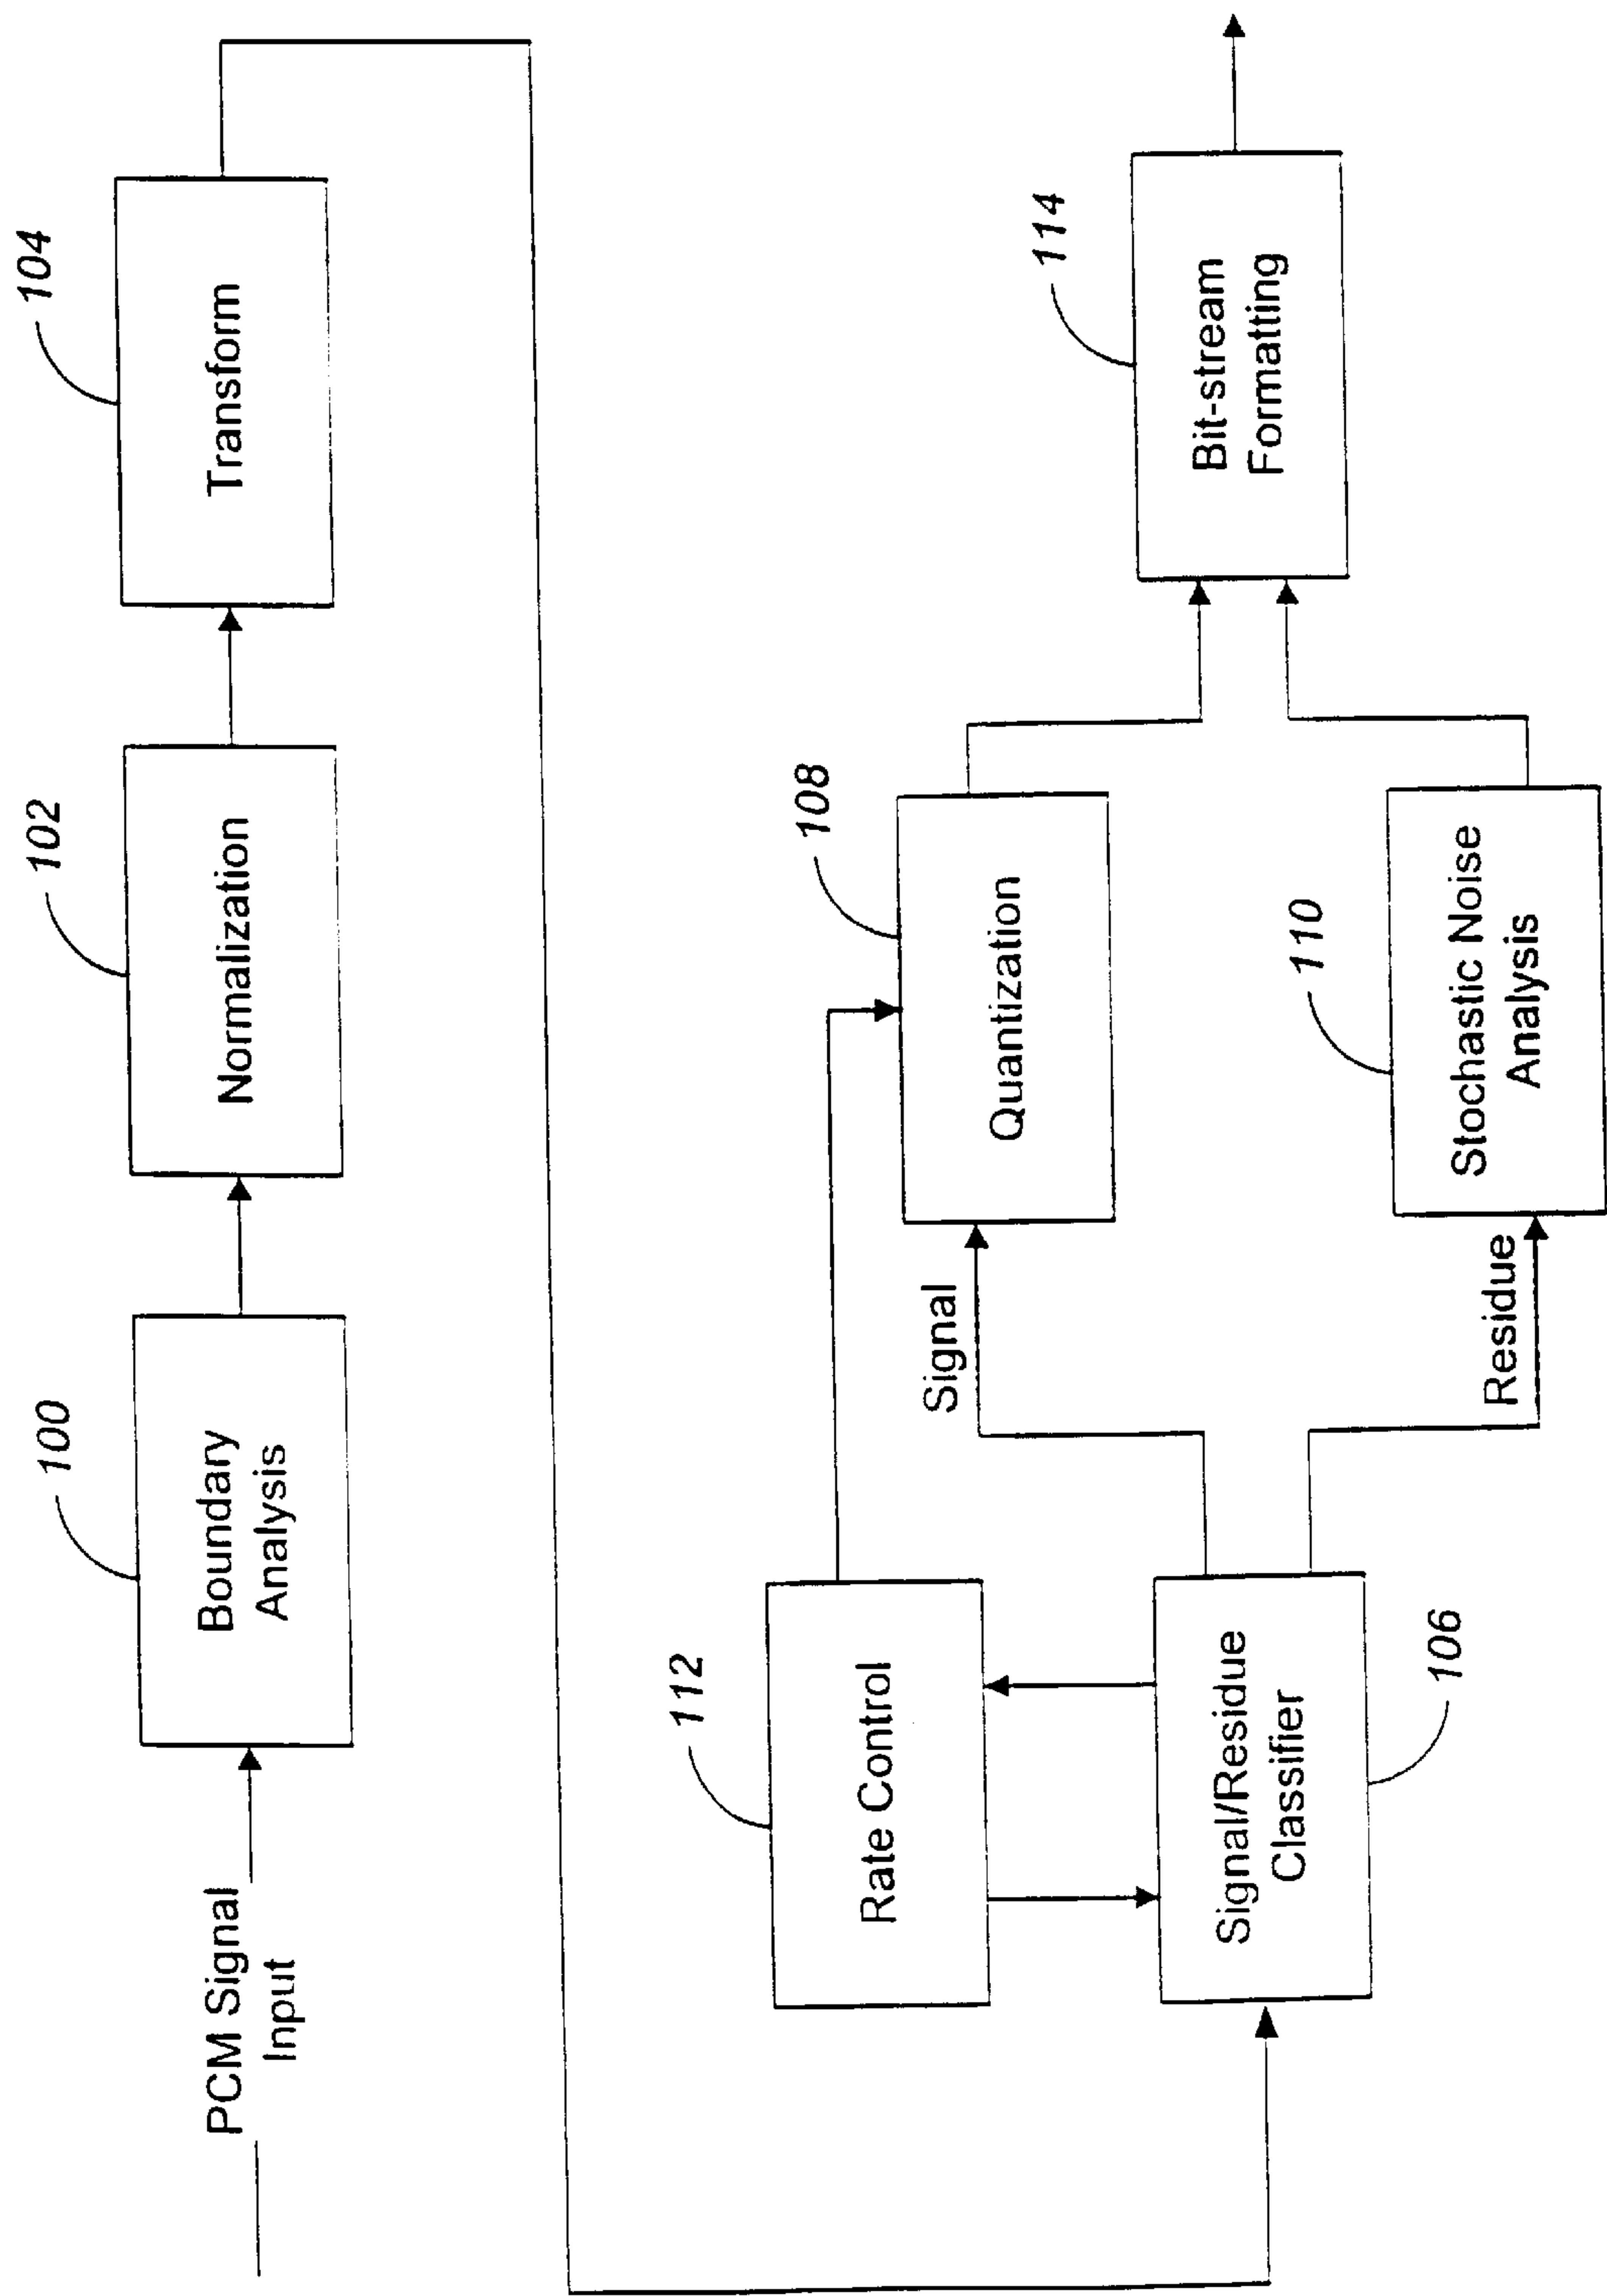 100
102
104
PCM Signal
Input
Boundary
Analysis
Normalization
Transform
112
108
114
Rate Control
Signal
Quantization
Bit-stream
Formatting
Signal/Residue
Classifier
106
110
Residue
Stochastic Noise
Analysis